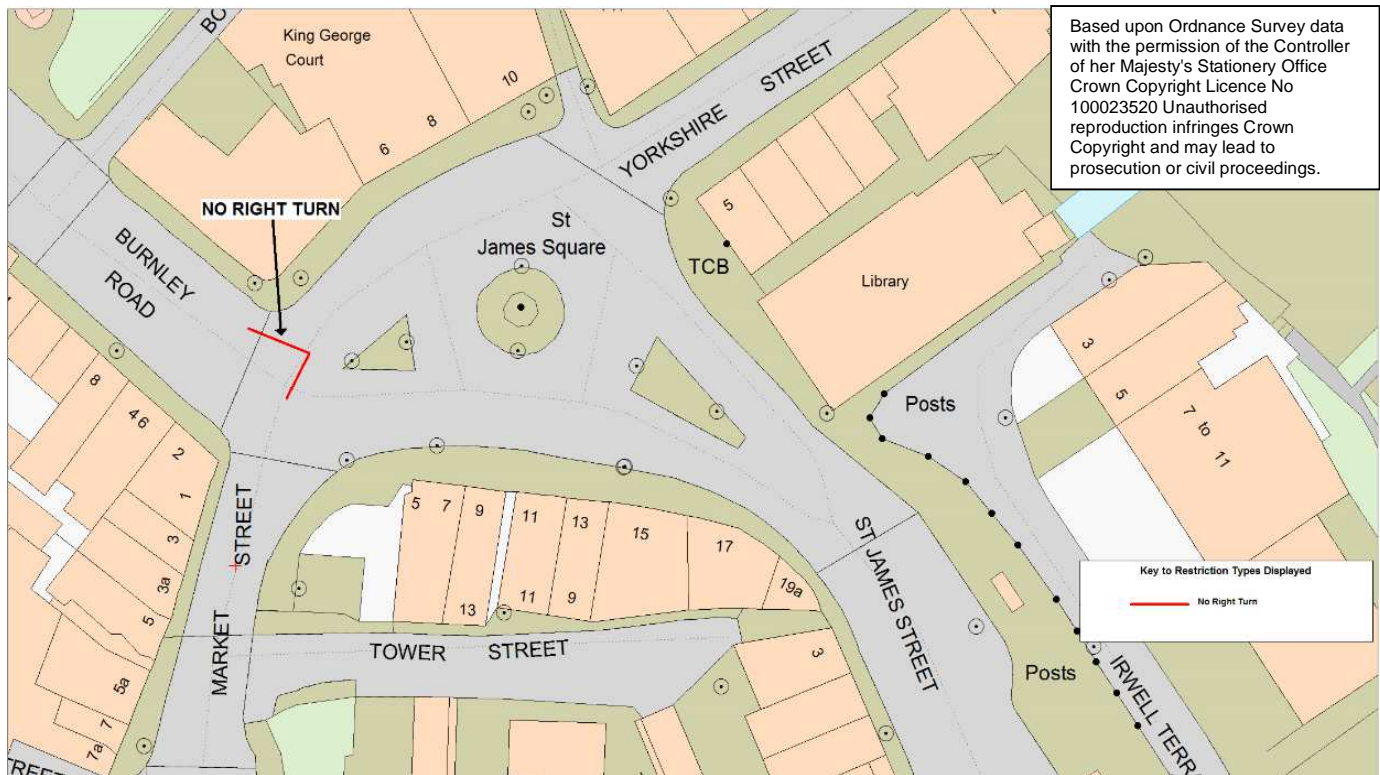 Based upon Ordnance Survey data
with the permission of the Controller
of her Majesty's Stationery Office
Crown Copyright Licence No
100023520 Unauthorised
reproduction infringes Crown
Copyright and may lead to
prosecution or civil proceedings.
BO
King George
Court
10
8
6
YORKSHIRE STREET
NO RIGHT TURN
St
James Square
5
TCB
Library
BURNLEY
ROAD
8
4 6
2
1
3
3a
5
5a
7
7a
Posts
3
5
7 to 11
MARKET STREET
5
7
9
11
13
15
17
19a
13
11
9
TOWER STREET
3
ST JAMES STREET
Posts
IRWELL TERRA
Key to Restriction Types Displayed
No Right Turn
TREET